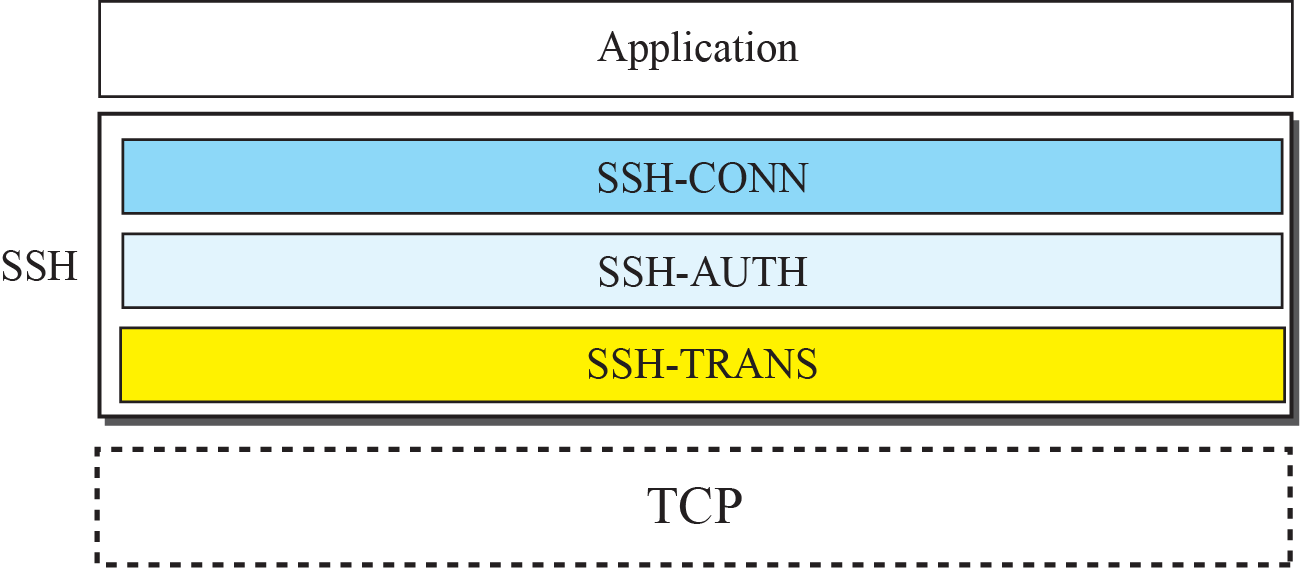 Application
SSH-CONN
SSH
SSH-AUTH
SSH-TRANS
TCP